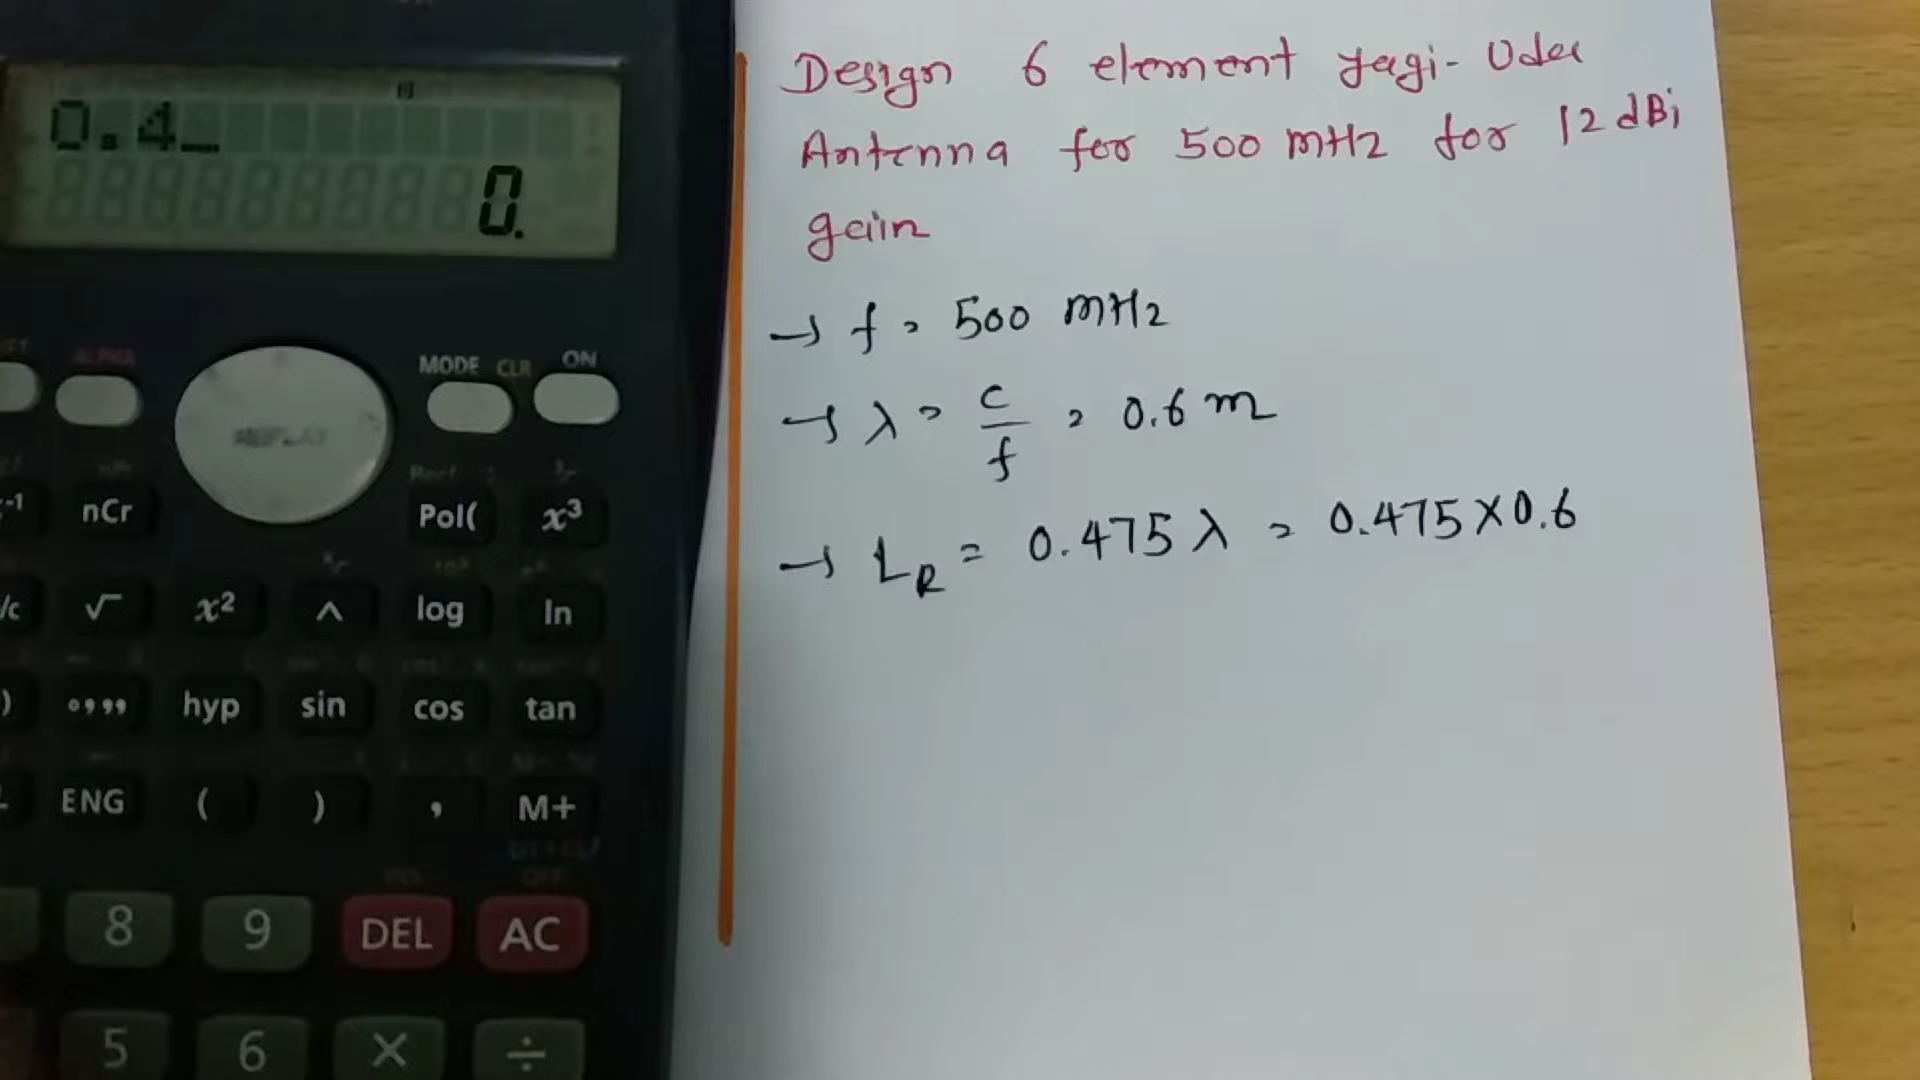 0.4_
0.
MODE CLR ON
ALPHA
REPLAY
nCr Pol( x³
√ x² ^ log ln
hyp sin cos tan
ENG ( ) , M+
8 9 DEL AC
5 6 × ÷
Design 6 element yagi-Uda
Antenna for 500 MHz for 12 dBi
gain
→ f = 500 MHz
→ λ = c/f = 0.6 m
→ LR = 0.475 λ = 0.475 × 0.6